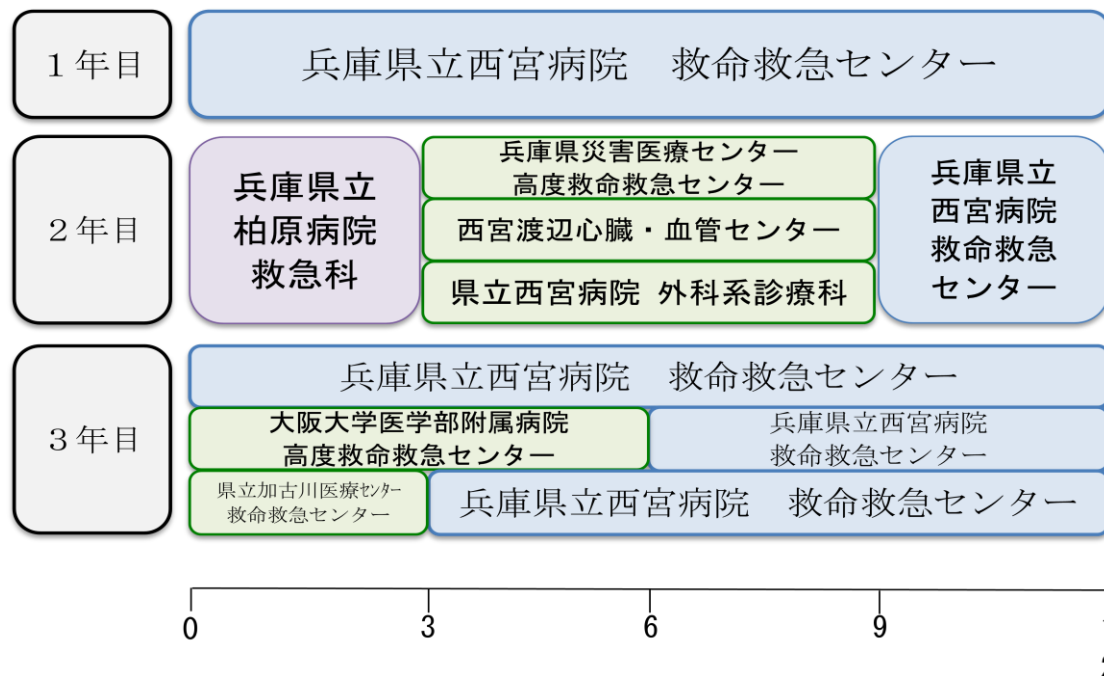 １年目
兵庫県立西宮病院　救命救急センター
２年目
兵庫県立
柏原病院
救急科
兵庫県災害医療センター
高度救命救急センター
西宮渡辺心臓・血管センター
県立西宮病院 外科系診療科
兵庫県立
西宮病院
救命救急
センター
３年目
兵庫県立西宮病院　救命救急センター
大阪大学医学部附属病院
高度救命救急センター
兵庫県立西宮病院
救命救急センター
県立加古川医療ｾﾝﾀｰ
救命救急センター
兵庫県立西宮病院　救命救急センター
0 3 6 9